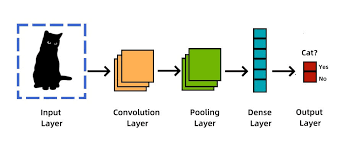 Cat?
Yes
No
Input
Layer
Convolution
Layer
Pooling
Layer
Dense
Layer
Output
Layer